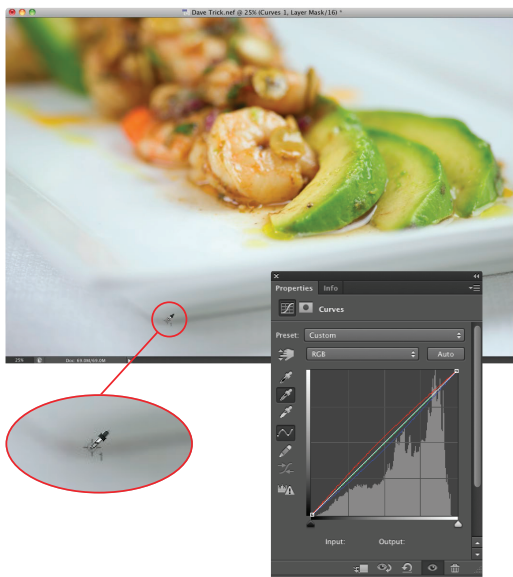 Dave Trick.nef @ 25% (Curves 1, Layer Mask/16) *
25%
Doc: 69.0M/69.0M
Properties
Info
Curves
Preset:
Custom
RGB
Auto
Input:
Output: